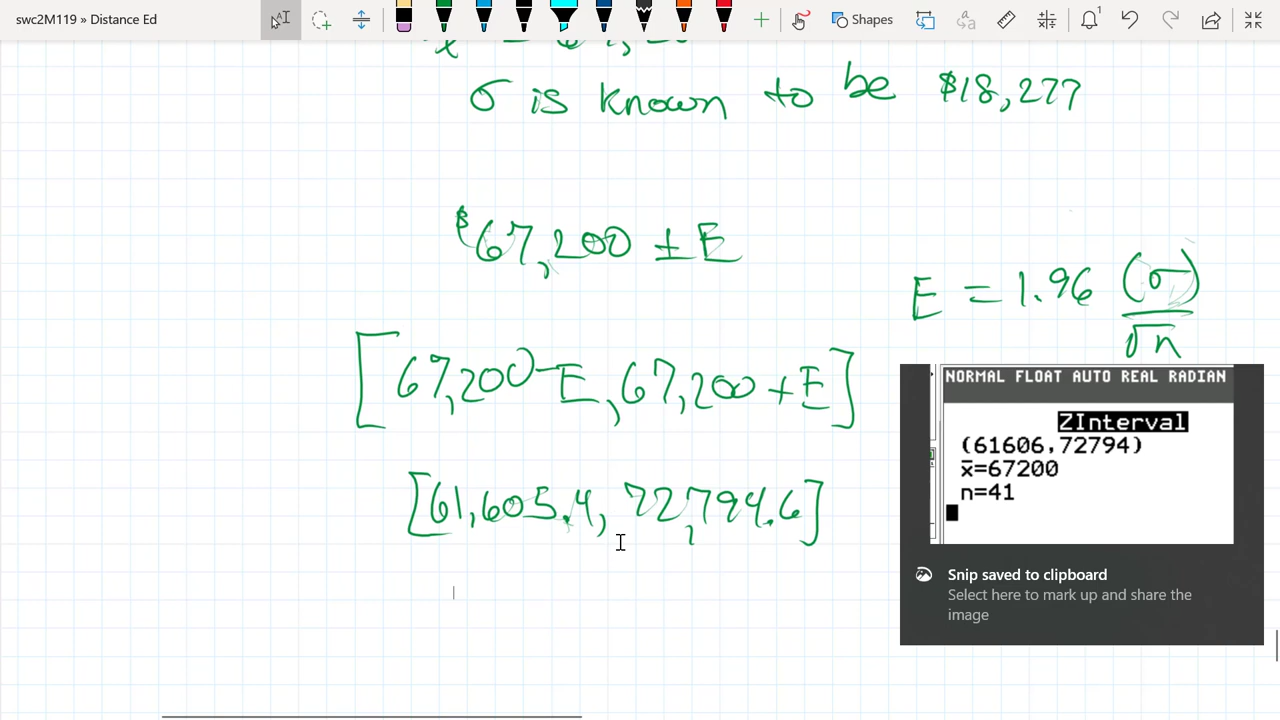 swc2M119 » Distance Ed
Shapes
1
σ is known to be $18,277
$67,200 ± E
E = 1.96 (σ)
√n
[67,200 - E, 67,200 + E]
NORMAL FLOAT AUTO REAL RADIAN
ZInterval
(61606,72794)
x̄=67200
n=41
[61,605.4, 72,794.6]
Snip saved to clipboard
Select here to mark up and share the
image